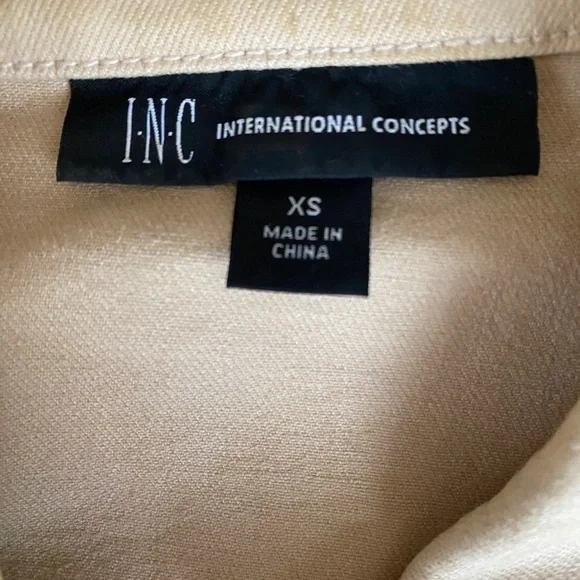 I·N·C INTERNATIONAL CONCEPTS
XS
MADE IN
CHINA